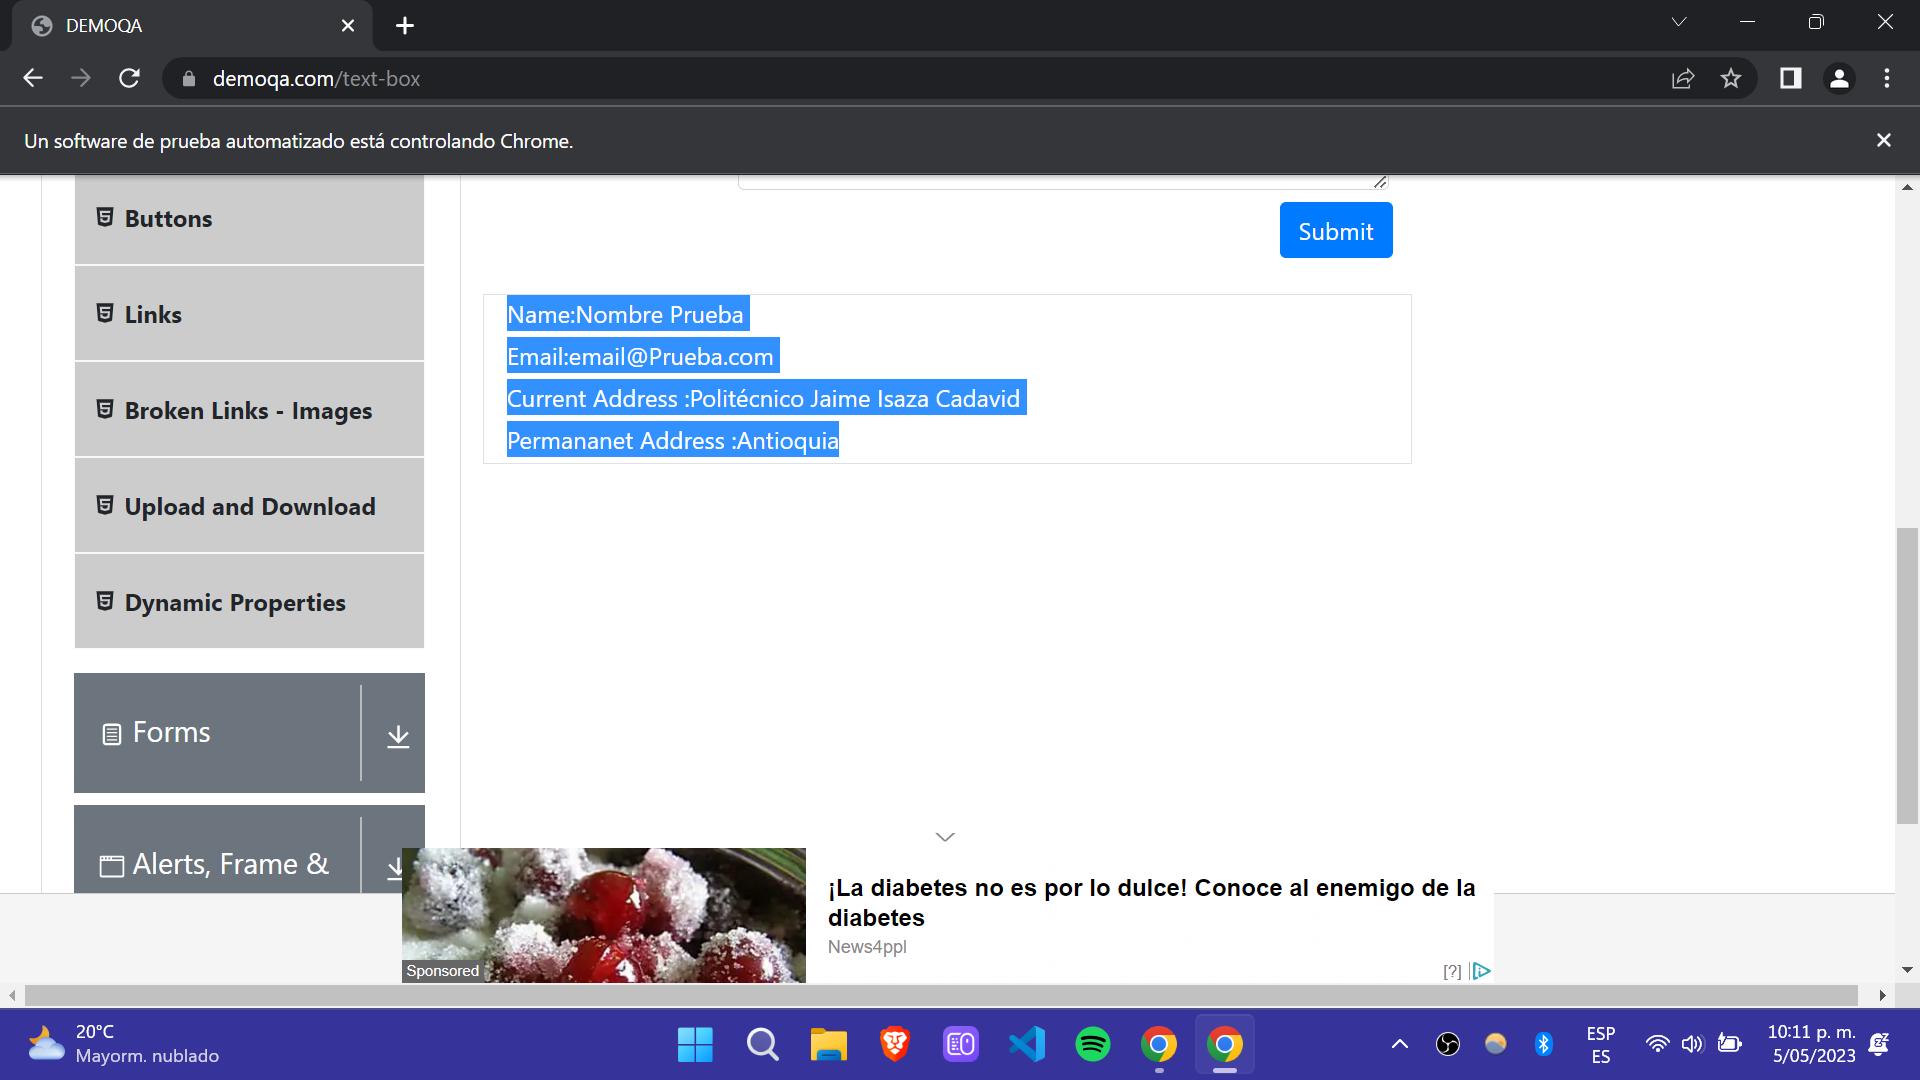 DEMOQA
demoqa.com/text-box
Un software de prueba automatizado está controlando Chrome.
Buttons
Links
Broken Links - Images
Upload and Download
Dynamic Properties
Forms
Alerts, Frame &
Submit
Name:Nombre Prueba
Email:email@Prueba.com
Current Address :Politécnico Jaime Isaza Cadavid
Permananet Address :Antioquia
Sponsored
¡La diabetes no es por lo dulce! Conoce al enemigo de la
diabetes
News4ppl
[?]
20°C
Mayorm. nublado
ESP
ES
10:11 p. m.
5/05/2023